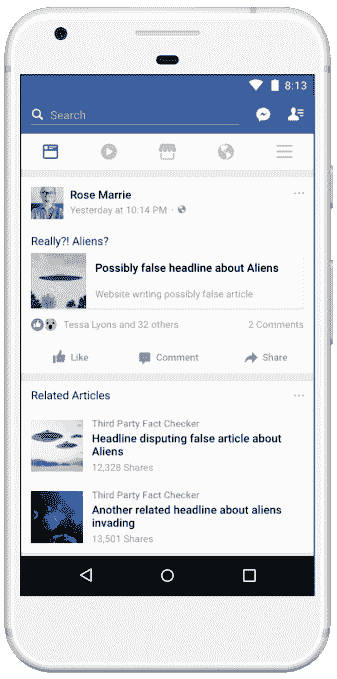 8:13
Search
Rose Marrie
Yesterday at 10:14 PM ·
Really?! Aliens?
Possibly false headline about Aliens
Website writing possibly false article
Tessa Lyons and 32 others 2 Comments
Like Comment Share
Related Articles
Third Party Fact Checker
Headline disputing false article about
Aliens
12,328 Shares
Third Party Fact Checker
Another related headline about aliens
invading
13,501 Shares